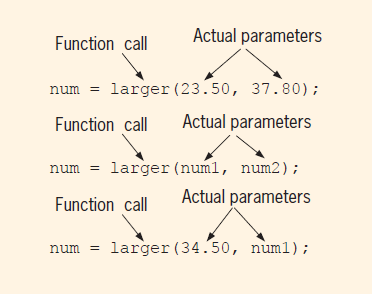 Function call Actual parameters
num = larger(23.50, 37.80);
Function call Actual parameters
num = larger(num1, num2);
Function call Actual parameters
num = larger(34.50, num1);